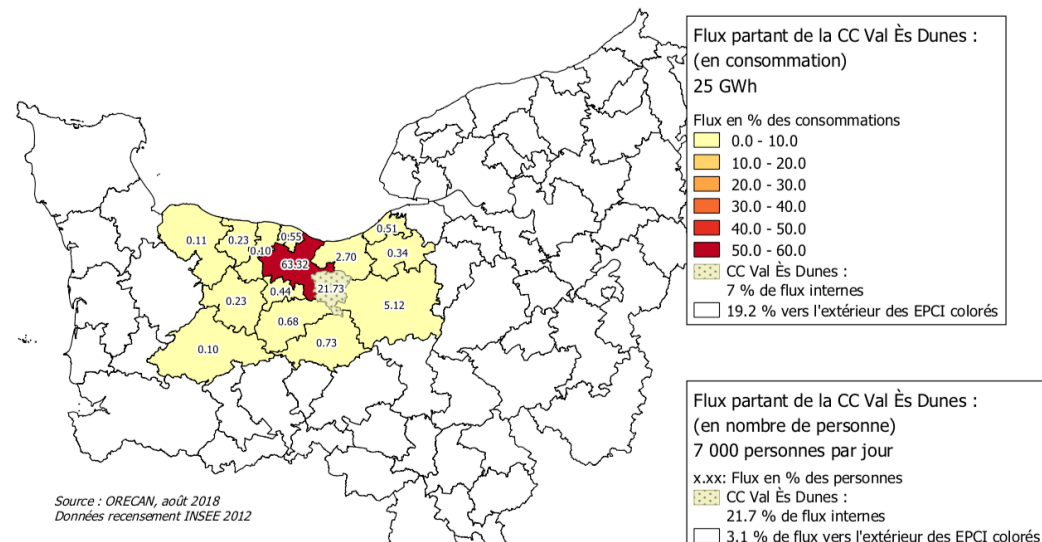 Flux partant de la CC Val Ès Dunes :
(en consommation)
25 GWh
Flux en % des consommations
0.0 - 10.0
10.0 - 20.0
20.0 - 30.0
30.0 - 40.0
40.0 - 50.0
50.0 - 60.0
CC Val Ès Dunes :
7 % de flux internes
19.2 % vers l'extérieur des EPCI colorés
0.51
0.11
0.23
0.55
0.10
2.70
0.34
63.32
0.44
21.73
0.23
5.12
0.68
0.73
0.10
Flux partant de la CC Val Ès Dunes :
(en nombre de personne)
7 000 personnes par jour
x.xx: Flux en % des personnes
CC Val Ès Dunes :
21.7 % de flux internes
3.1 % de flux vers l'extérieur des EPCI colorés
Source : ORECAN, août 2018
Données recensement INSEE 2012